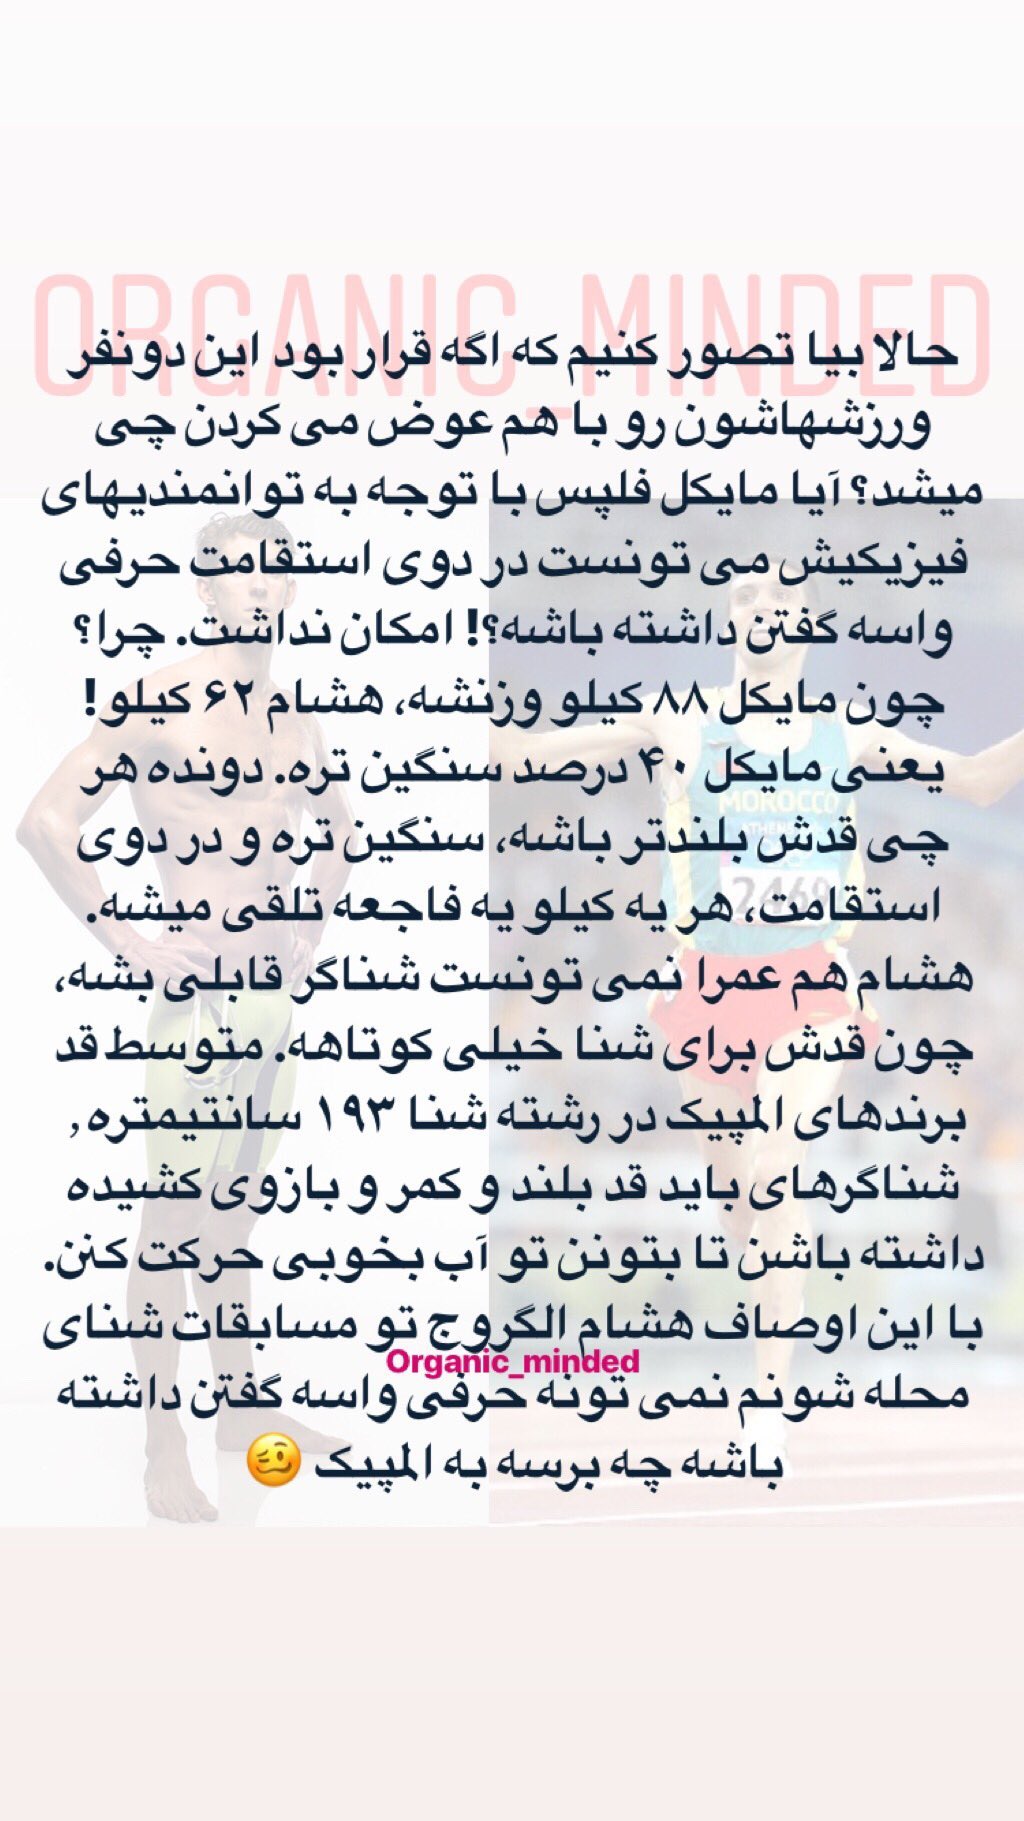 ORGANIC_MINDED
حالا بیا تصور کنیم که اگه قرار بود این دونفر
ورزشهاشون رو با هم عوض می کردن چی
میشد؟ آیا مایکل فلپس با توجه به توانمندیهای
فیزیکیش می تونست در دوی استقامت حرفی
واسه گفتن داشته باشه؟! امکان نداشت. چرا؟
چون مایکل ۸۸ کیلو وزنشه، هشام ۶۲ کیلو!
یعنی مایکل ۴۰ درصد سنگین تره. دونده هر
چی قدش بلندتر باشه، سنگین تره و در دوی
استقامت، هر یه کیلو یه فاجعه تلقی میشه.
هشام هم عمرا نمی تونست شناگر قابلی بشه،
چون قدش برای شنا خیلی کوتاهه. متوسط قد
برندهای المپیک در رشته شنا ۱۹۳ سانتیمتره,
شناگرهای باید قد بلند و کمر و بازوی کشیده
داشته باشن تا بتونن تو آب بخوبی حرکت کنن.
با این اوصاف هشام الگروج تو مسابقات شنای
Organic_minded
محله شونم نمی تونه حرفی واسه گفتن داشته
باشه چه برسه به المپیک 🥴
MOROCCO
ATHENS
246